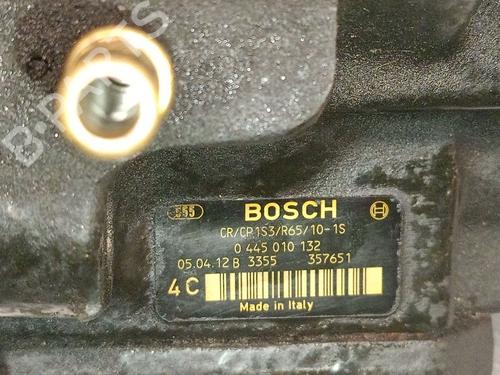 B-PARTS
555 BOSCH
CR/CP1S3/R65/10-1S
0 445 010 132
05.04.12 B 3355 357651
4C
Made in Italy